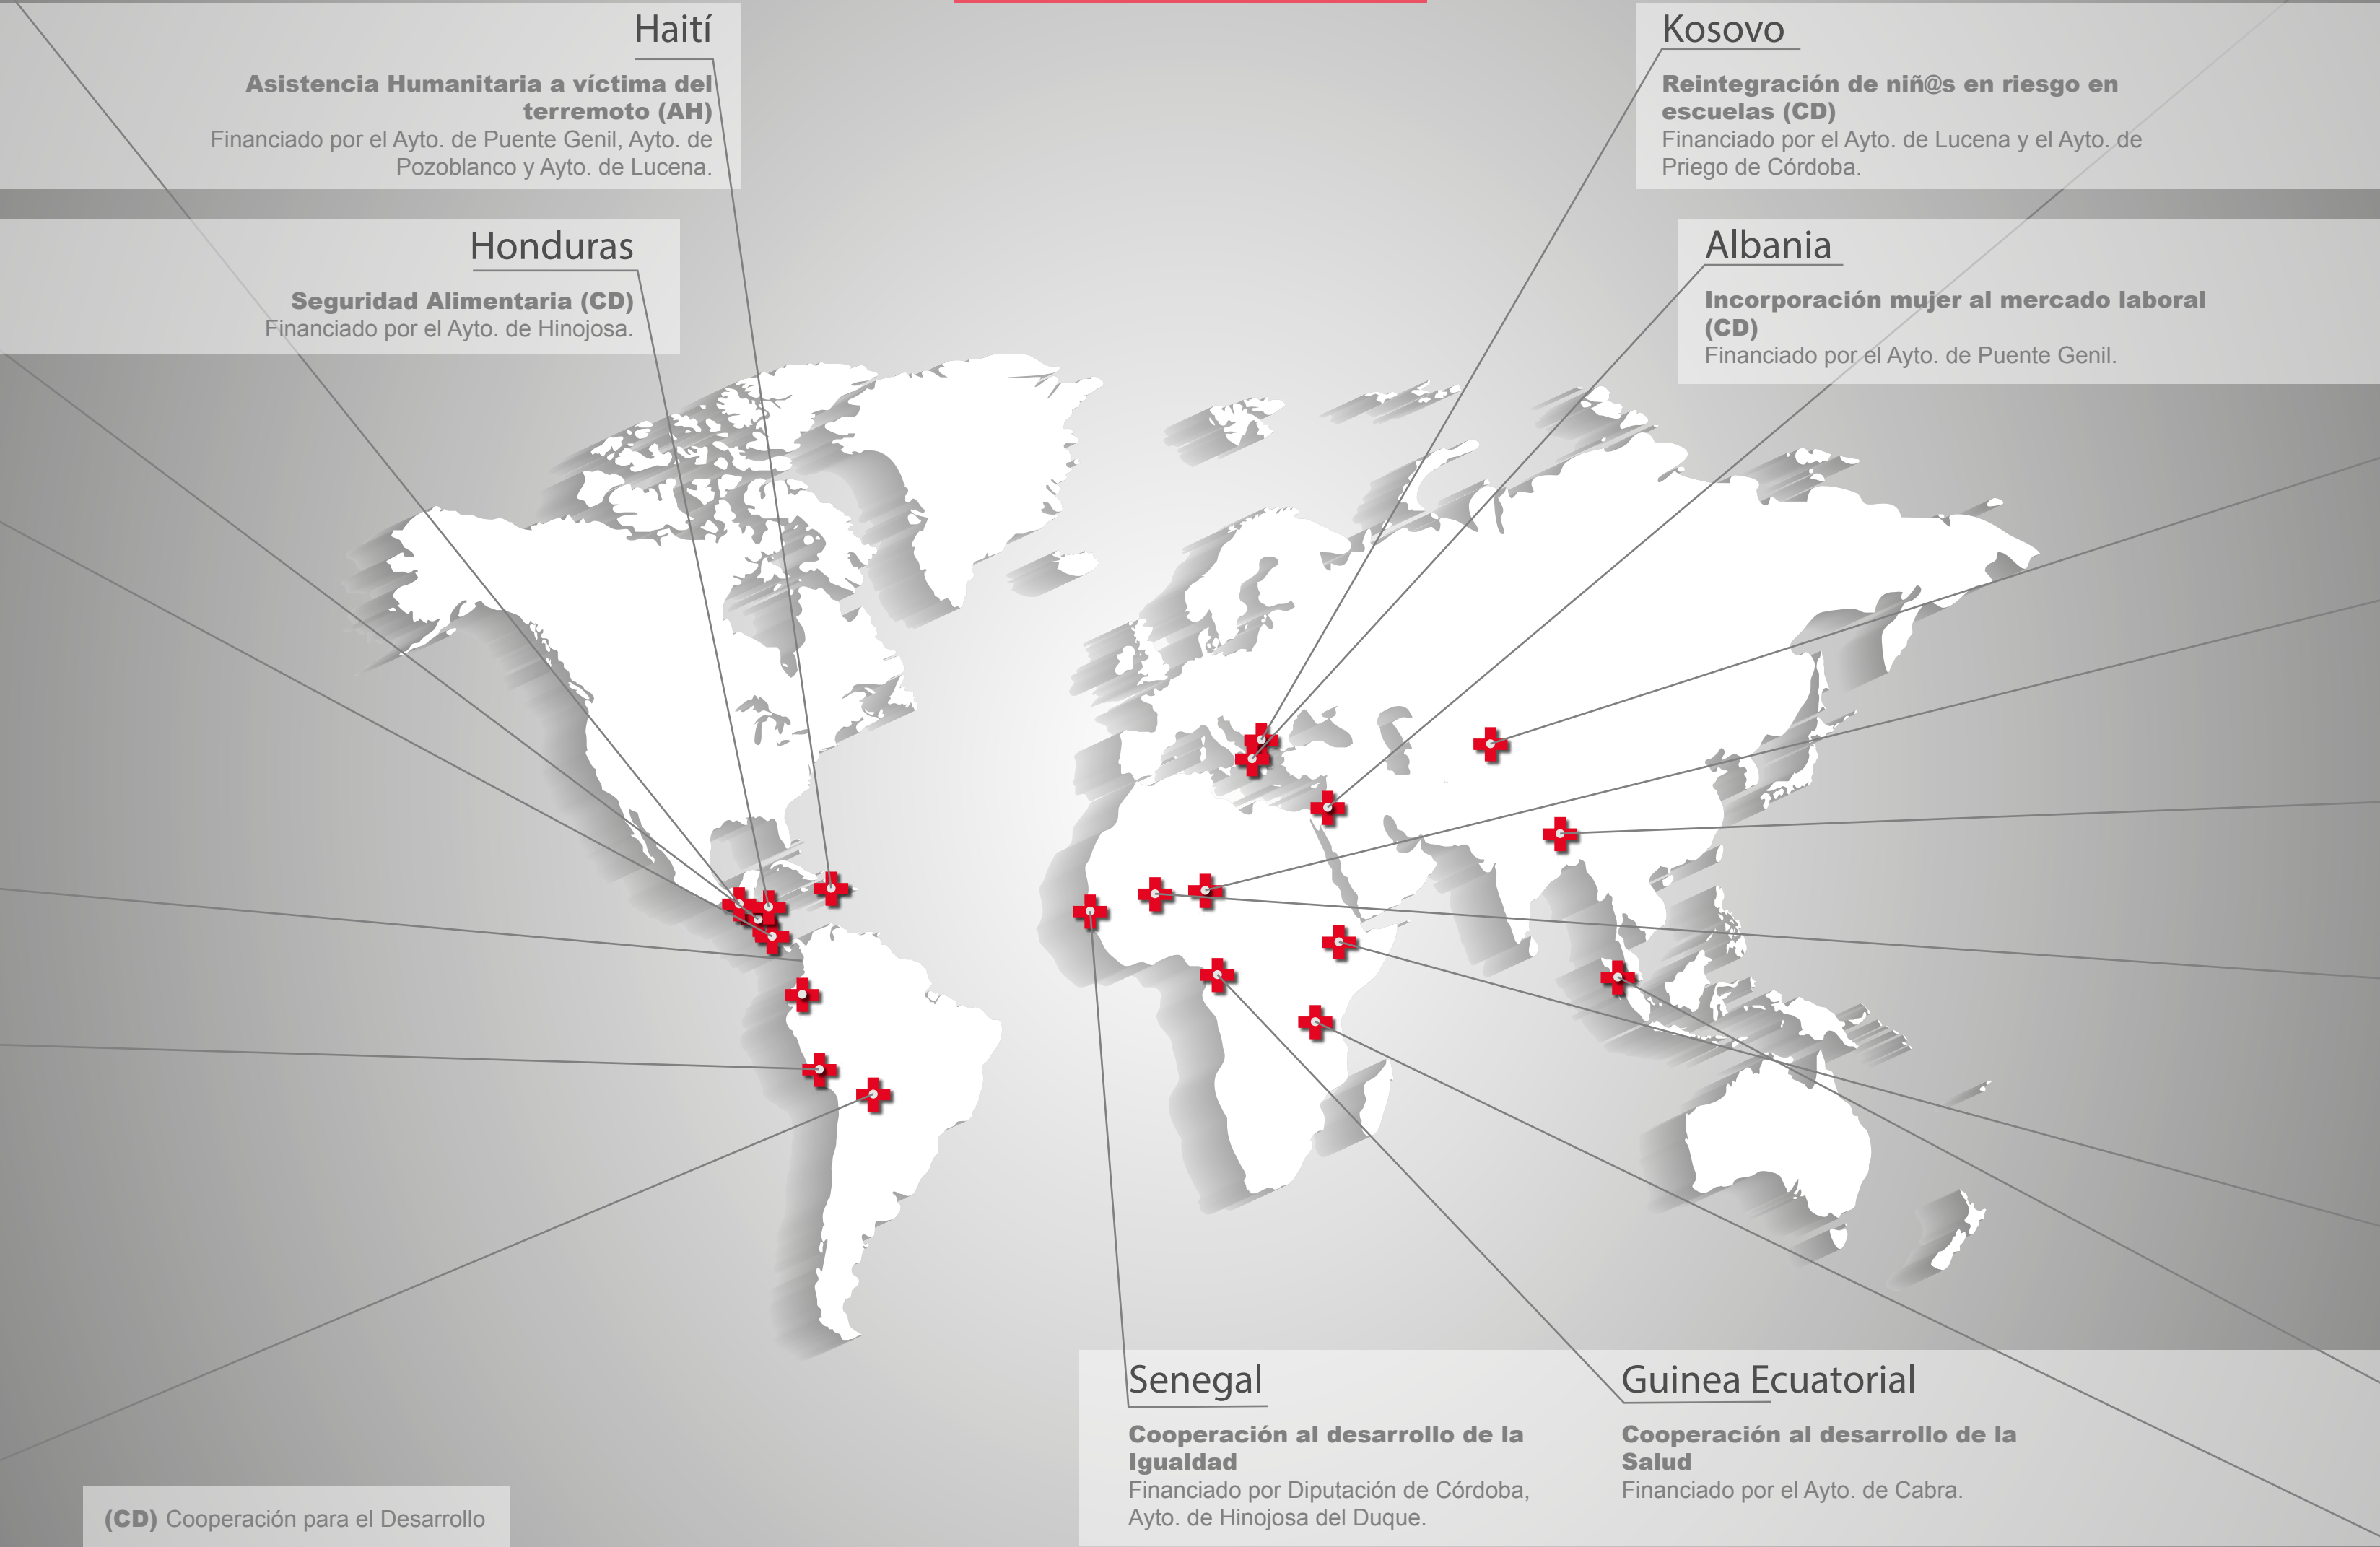 Haití
Asistencia Humanitaria a víctima del
terremoto (AH)
Financiado por el Ayto. de Puente Genil, Ayto. de
Pozoblanco y Ayto. de Lucena.
Honduras
Seguridad Alimentaria (CD)
Financiado por el Ayto. de Hinojosa.
Kosovo
Reintegración de niñ@s en riesgo en
escuelas (CD)
Financiado por el Ayto. de Lucena y el Ayto. de
Priego de Córdoba.
Albania
Incorporación mujer al mercado laboral
(CD)
Financiado por el Ayto. de Puente Genil.
Senegal
Cooperación al desarrollo de la
Igualdad
Financiado por Diputación de Córdoba,
Ayto. de Hinojosa del Duque.
Guinea Ecuatorial
Cooperación al desarrollo de la
Salud
Financiado por el Ayto. de Cabra.
(CD) Cooperación para el Desarrollo